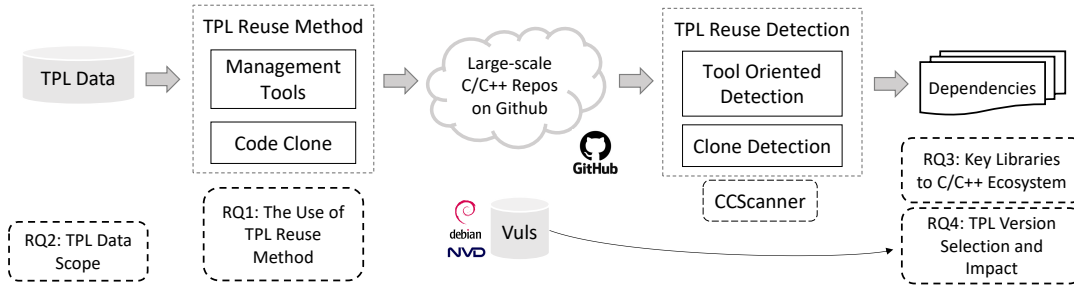 TPL Data
TPL Reuse Method
Management
Tools
Code Clone
Large-scale
C/C++ Repos
on Github
GitHub
TPL Reuse Detection
Tool Oriented
Detection
Clone Detection
CCScanner
Dependencies
RQ2: TPL Data
Scope
RQ1: The Use of
TPL Reuse
Method
debian
NVD
Vuls
RQ3: Key Libraries
to C/C++ Ecosystem
RQ4: TPL Version
Selection and
Impact